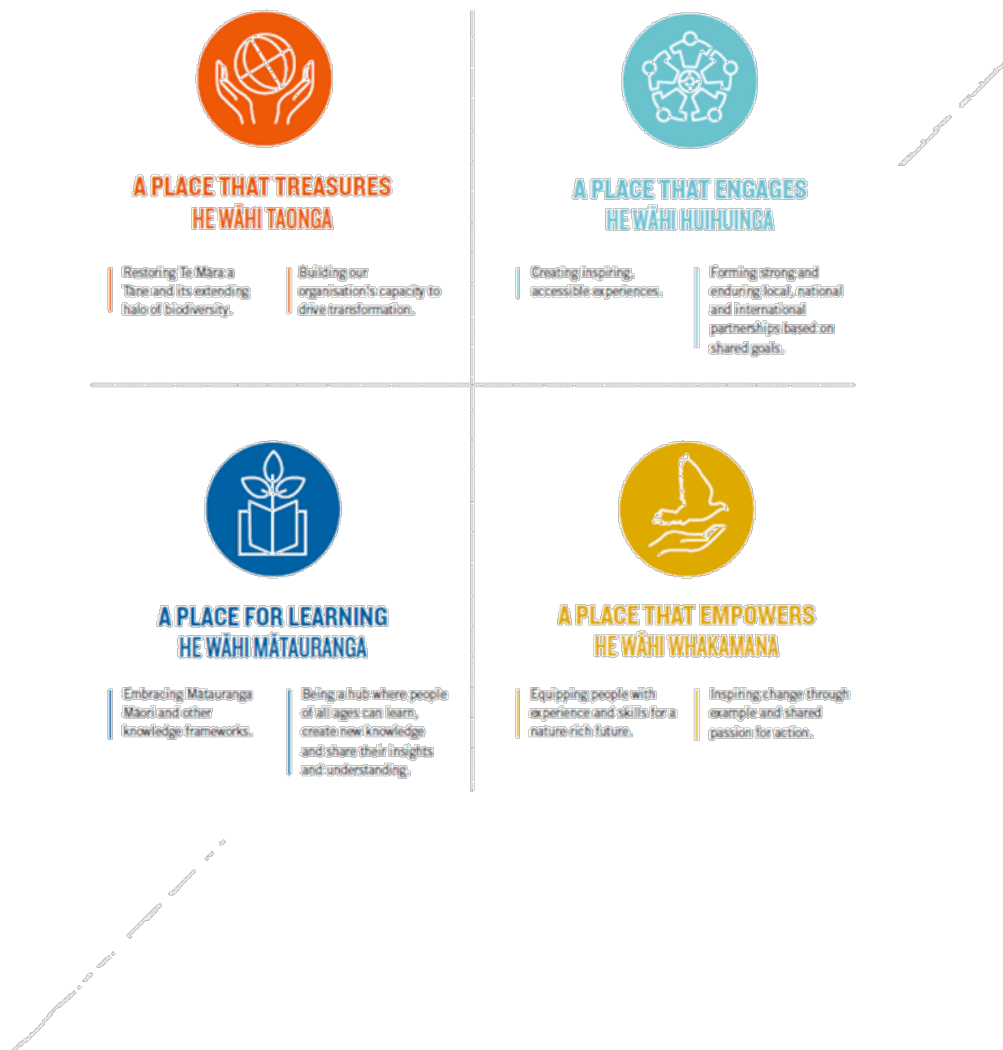 A PLACE THAT TREASURES
HE WĀHI TAONGA
Restoring Te Māra a
Tāne and its extending
halo of biodiversity.
Building our
organisation's capacity to
drive transformation.
A PLACE THAT ENGAGES
HE WĀHI HUIHUINGA
Creating inspiring,
accessible experiences.
Forming strong and
enduring local, national
and international
partnerships based on
shared goals.
A PLACE FOR LEARNING
HE WĀHI MĀTAURANGA
Embracing Mātauranga
Māori and other
knowledge frameworks.
Being a hub where people
of all ages can learn,
create new knowledge
and share their insights
and understanding.
A PLACE THAT EMPOWERS
HE WĀHI WHAKAMANA
Equipping people with
experience and skills for a
nature-rich future.
Inspiring change through
example and shared
passion for action.